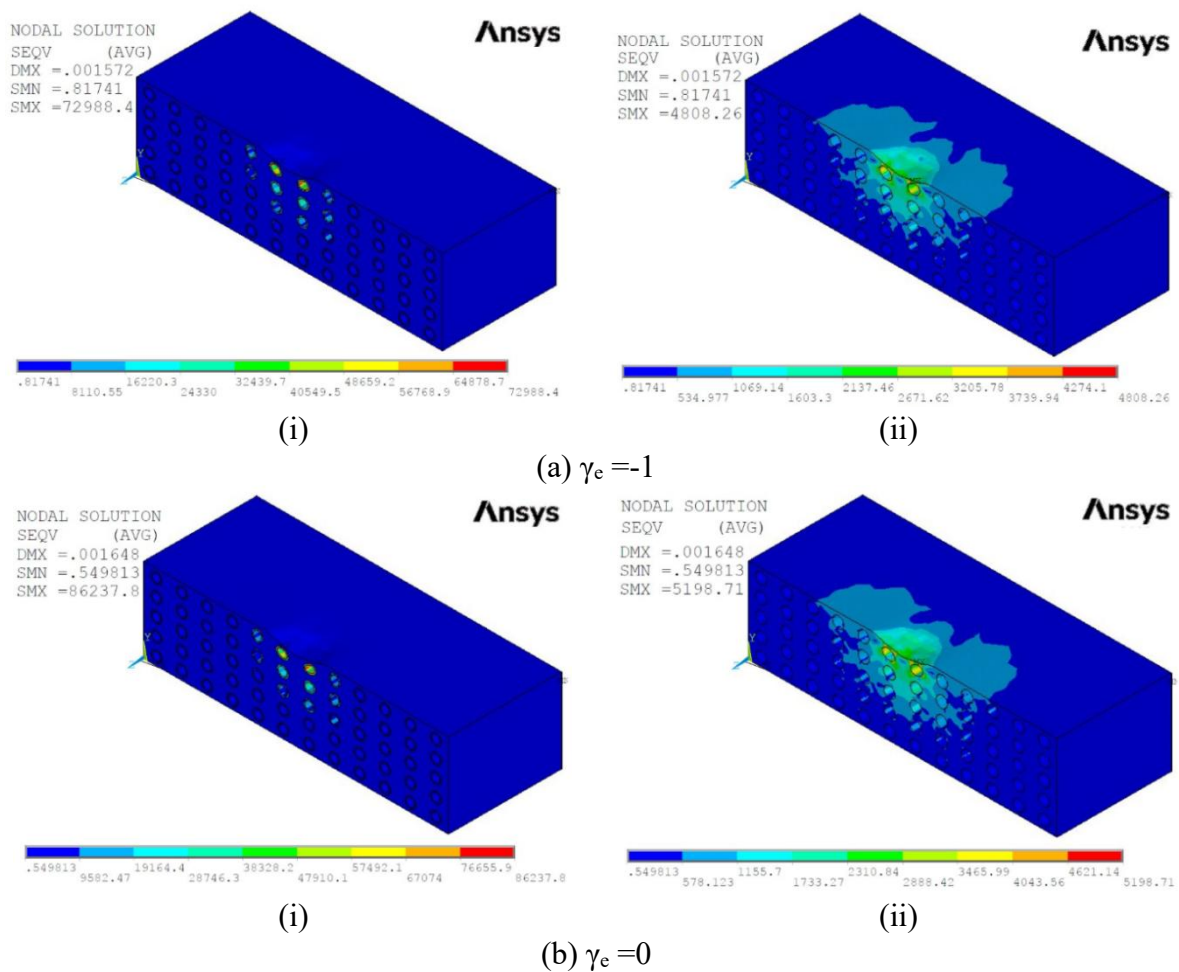 NODAL SOLUTION
SEQV (AVG)
DMX =.001572
SMN =.81741
SMX =72988.4
Ansys
Y
Z
.81741 16220.3 32439.7 48659.2 64878.7
8110.55 24330 40549.5 56768.9 72988.4
(i)
NODAL SOLUTION
SEQV (AVG)
DMX =.001572
SMN =.81741
SMX =4808.26
Ansys
Y
Z
.81741 1069.14 2137.46 3205.78 4274.1
534.977 1603.3 2671.62 3739.94 4808.26
(ii)
(a) γₑ =-1
NODAL SOLUTION
SEQV (AVG)
DMX =.001648
SMN =.549813
SMX =86237.8
Ansys
Y
Z
.549813 19164.4 38328.2 57492.1 76655.9
9582.47 28746.3 47910.1 67074 86237.8
(i)
NODAL SOLUTION
SEQV (AVG)
DMX =.001648
SMN =.549813
SMX =5198.71
Ansys
Y
Z
.549813 1155.7 2310.84 3465.99 4621.14
578.123 1733.27 2888.42 4043.56 5198.71
(ii)
(b) γₑ =0